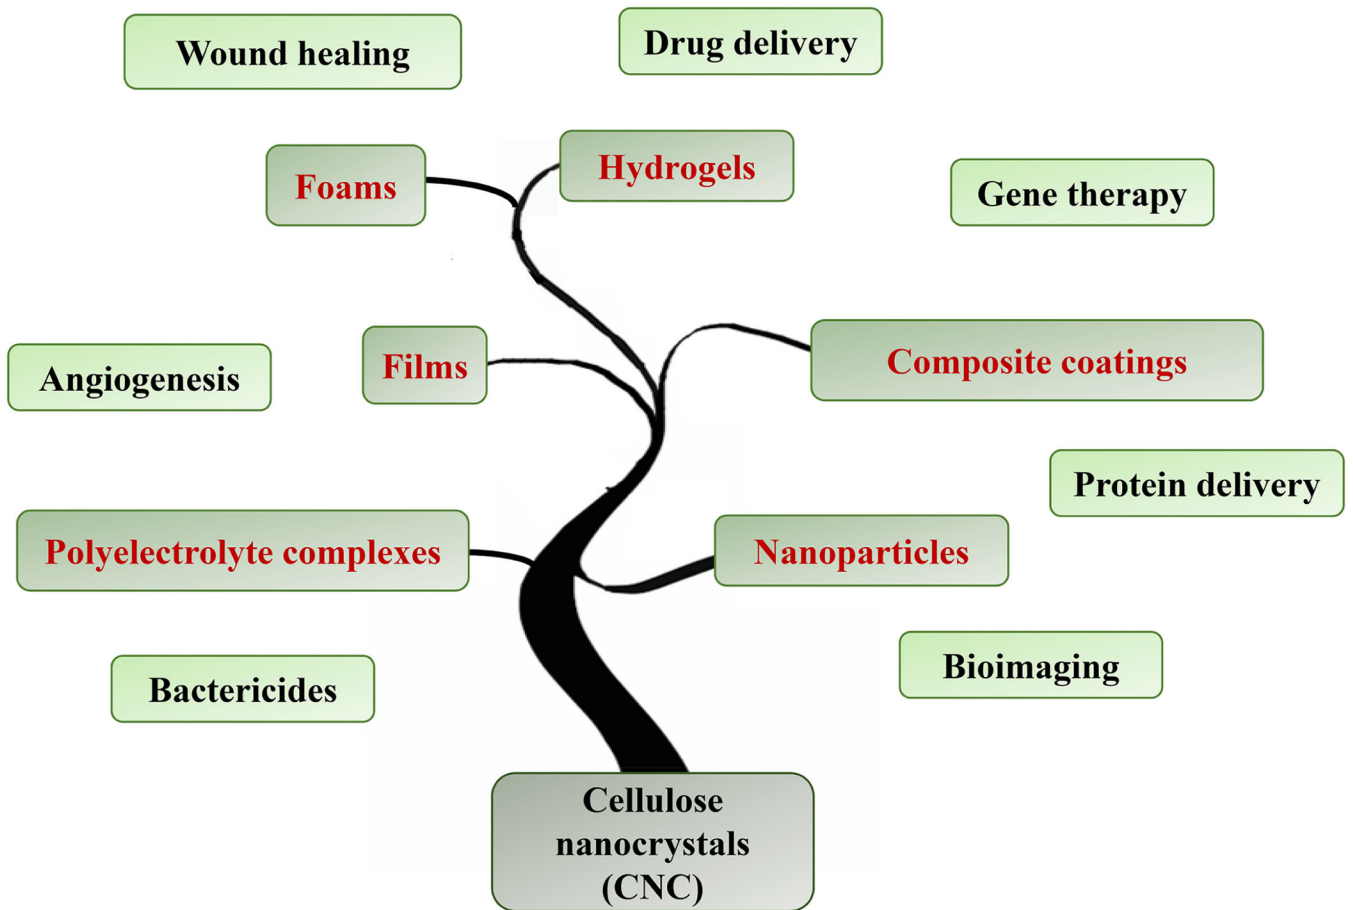 Wound healing
Drug delivery
Foams
Hydrogels
Gene therapy
Films
Composite coatings
Angiogenesis
Protein delivery
Polyelectrolyte complexes
Nanoparticles
Bactericides
Bioimaging
Cellulose
nanocrystals
(CNC)